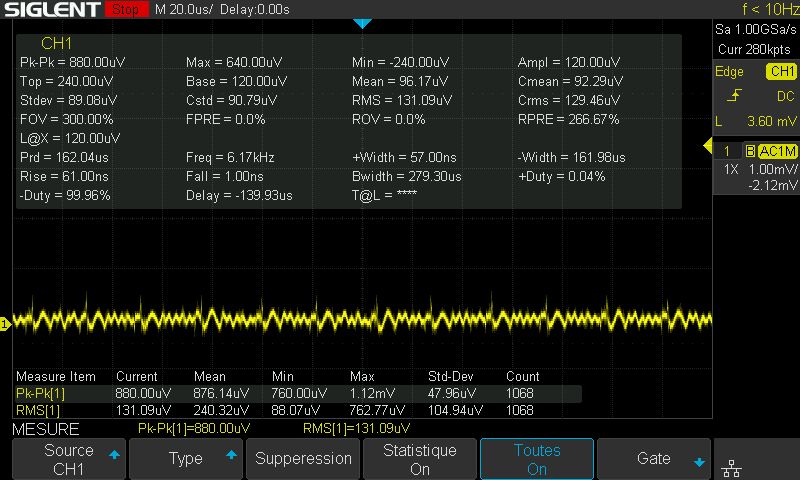 SIGLENT Stop M 20.0us/ Delay:0.00s f < 10Hz
Sa 1.00GSa/s
Curr 280kpts
Edge CH1
DC
L 3.60 mV
1 B AC1M
1X 1.00mV/
-2.12mV
CH1
Pk-Pk = 880.00uV Max = 640.00uV Min = -240.00uV Ampl = 120.00uV
Top = 240.00uV Base = 120.00uV Mean = 96.17uV Cmean = 92.29uV
Stdev = 89.08uV Cstd = 90.79uV RMS = 131.09uV Crms = 129.46uV
FOV = 300.00% FPRE = 0.0% ROV = 0.0% RPRE = 266.67%
L@X = 120.00uV
Prd = 162.04us Freq = 6.17kHz +Width = 57.00ns -Width = 161.98us
Rise = 61.00ns Fall = 1.00ns Bwidth = 279.30us +Duty = 0.04%
-Duty = 99.96% Delay = -139.93us T@L = ****
1
Measure Item Current Mean Min Max Std-Dev Count
Pk-Pk[1] 880.00uV 876.14uV 760.00uV 1.12mV 47.96uV 1068
RMS[1] 131.09uV 240.32uV 88.07uV 762.77uV 104.94uV 1068
MESURE Pk-Pk[1]=880.00uV RMS[1]=131.09uV
Source
CH1
Type
Supperession
Statistique
On
Toutes
On
Gate